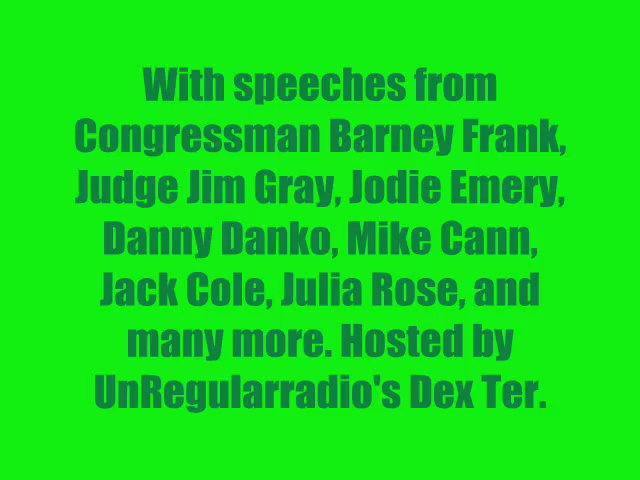 With speeches from
Congressman Barney Frank,
Judge Jim Gray, Jodie Emery,
Danny Danko, Mike Cann,
Jack Cole, Julia Rose, and
many more. Hosted by
UnRegularradio's Dex Ter.